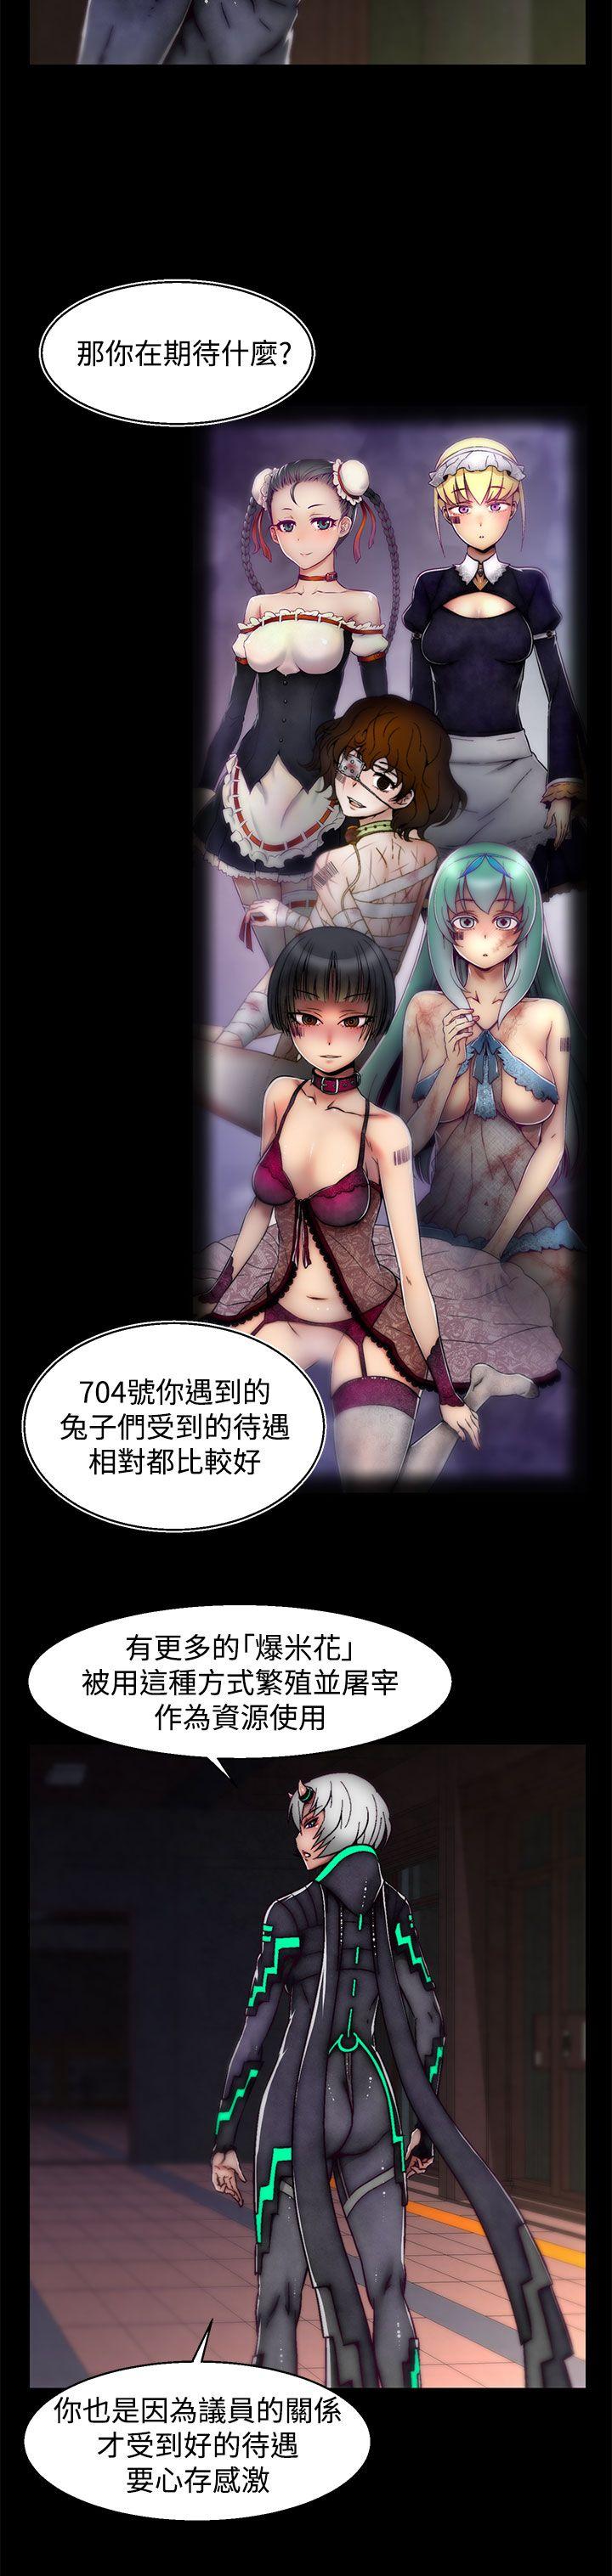 那你在期待什麼?
704號你遇到的
兔子們受到的待遇
相對都比較好
有更多的「爆米花」
被用這種方式繁殖並屠宰
作為資源使用
你也是因為議員的關係
才受到好的待遇
要心存感激